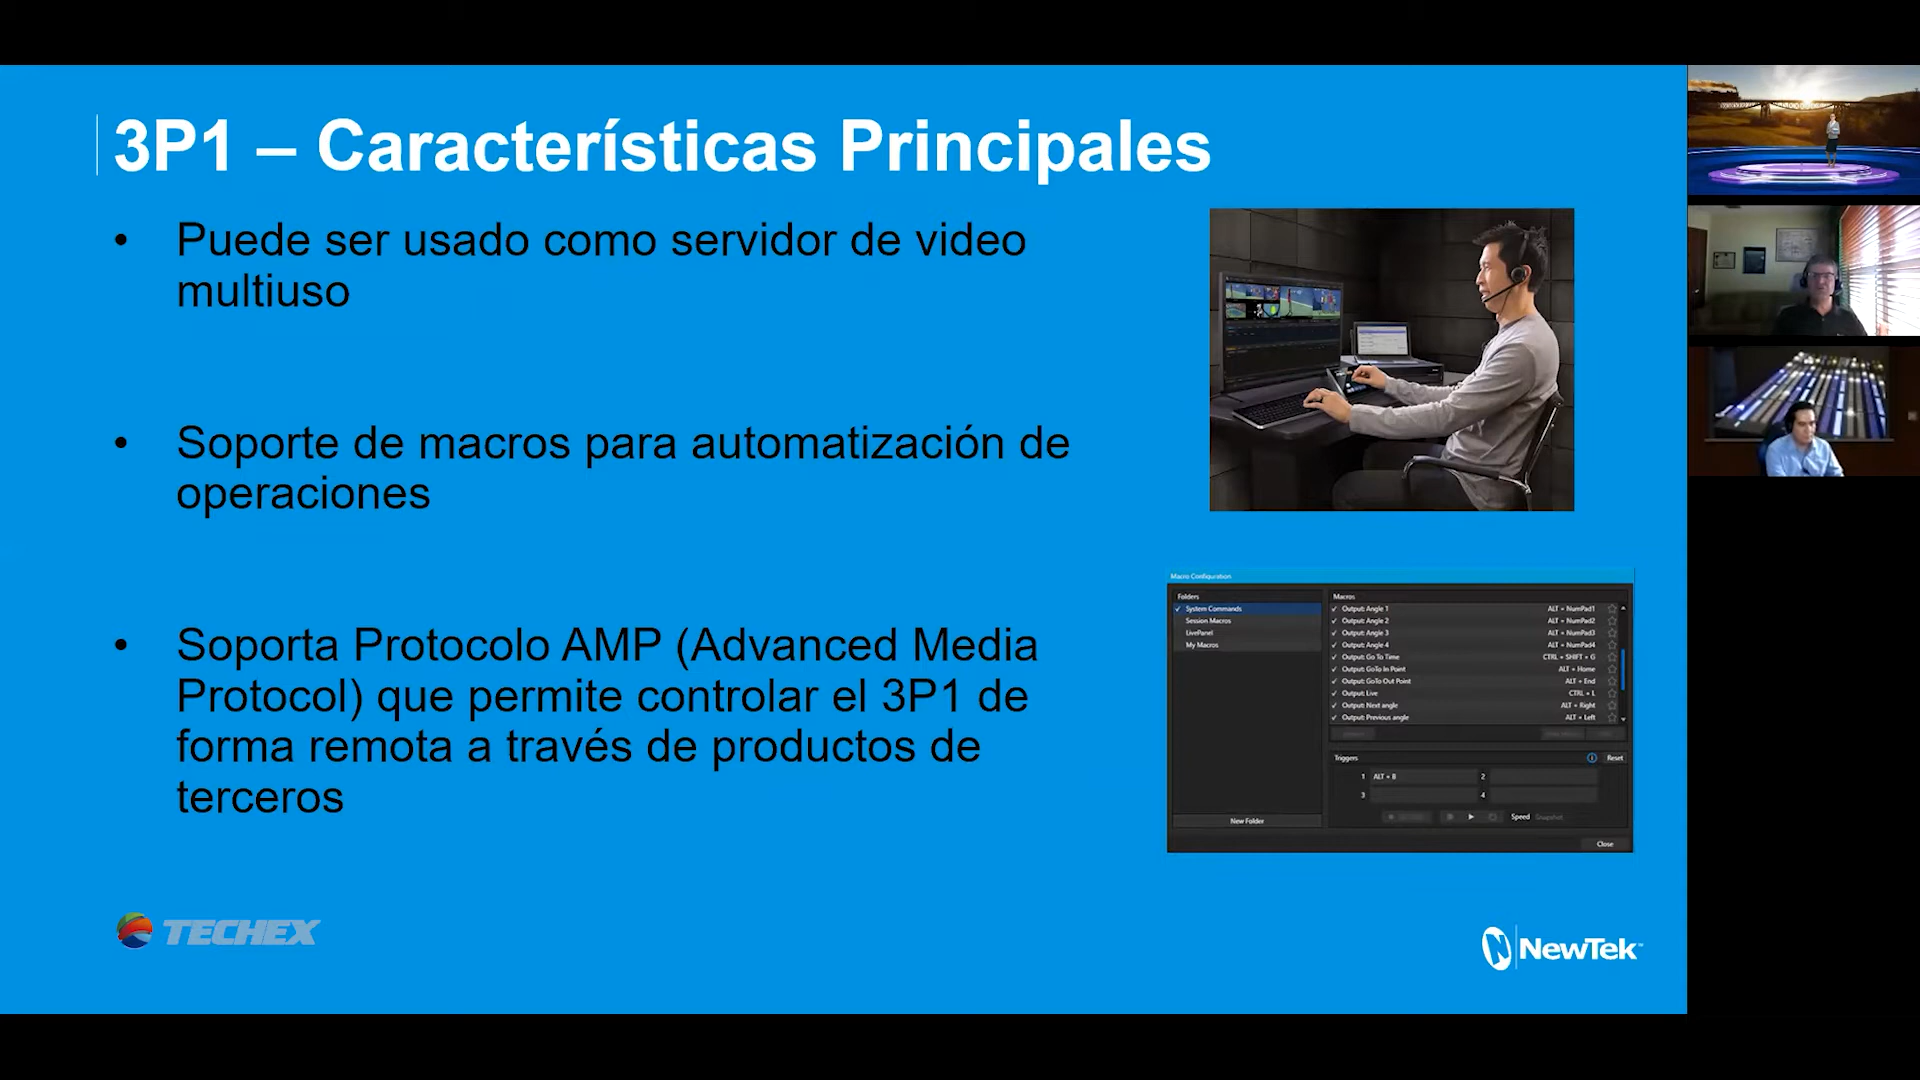 3P1 – Características Principales
• Puede ser usado como servidor de video
multiuso
• Soporte de macros para automatización de
operaciones
• Soporta Protocolo AMP (Advanced Media
Protocol) que permite controlar el 3P1 de
forma remota a través de productos de
terceros
Macro Configuration
Folders
System Commands
Session Macros
LivePanel
My Macros
New Folder
Macros
Output: Angle 1 ALT + NumPad1
Output: Angle 2 ALT + NumPad2
Output: Angle 3 ALT + NumPad3
Output: Angle 4 ALT + NumPad4
Output: Go To Time CTRL + SHIFT + G
Output: GoTo In Point ALT + Home
Output: GoTo Out Point ALT + End
Output: Live CTRL + L
Output: Next angle ALT + Right
Output: Previous angle ALT + Left
Triggers Reset
1 ALT + B 2
3 4
Speed Snapshot
Close
TECHEX
NewTek™